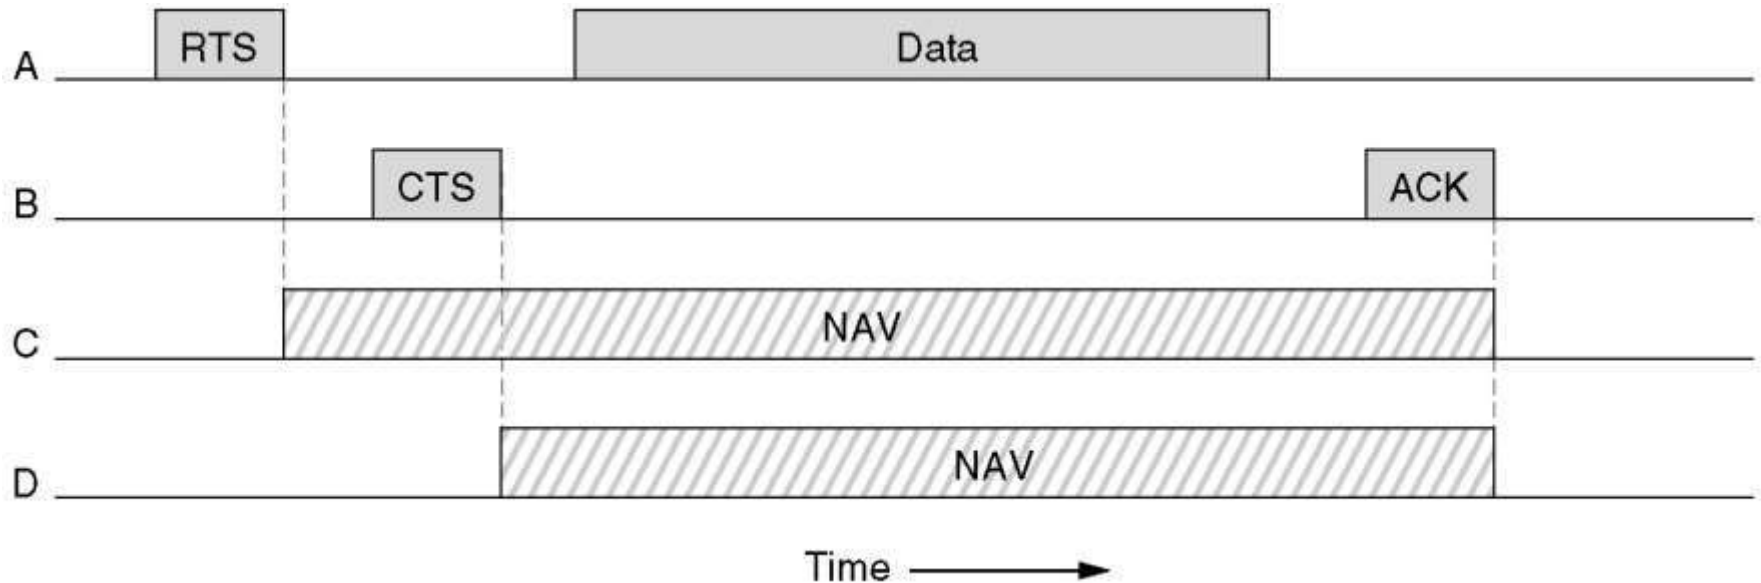 A RTS Data
B CTS ACK
C NAV
D NAV
Time